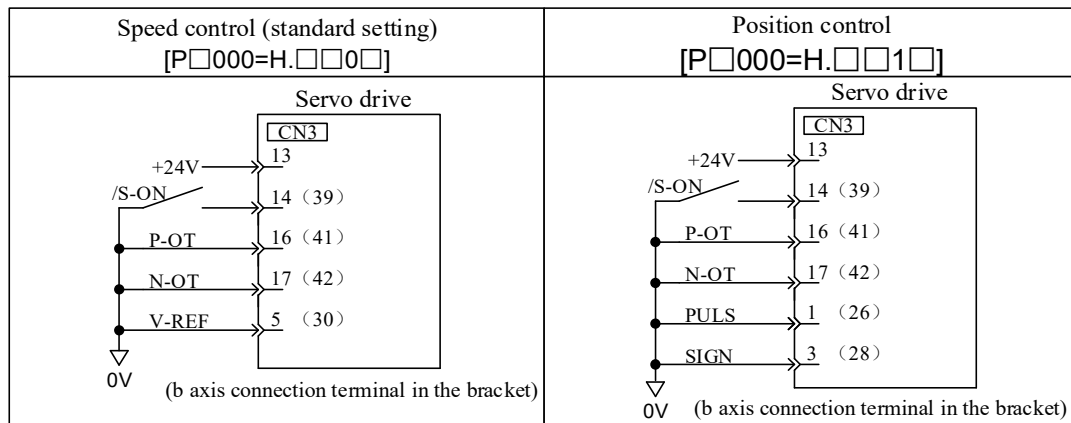 Speed control (standard setting)
[P□000=H.□□0□]
Servo drive
CN3
+24V 13
/S-ON 14（39）
P-OT 16（41）
N-OT 17（42）
V-REF 5（30）
0V
(b axis connection terminal in the bracket)
Position control
[P□000=H.□□1□]
Servo drive
CN3
+24V 13
/S-ON 14（39）
P-OT 16（41）
N-OT 17（42）
PULS 1（26）
SIGN 3（28）
0V
(b axis connection terminal in the bracket)